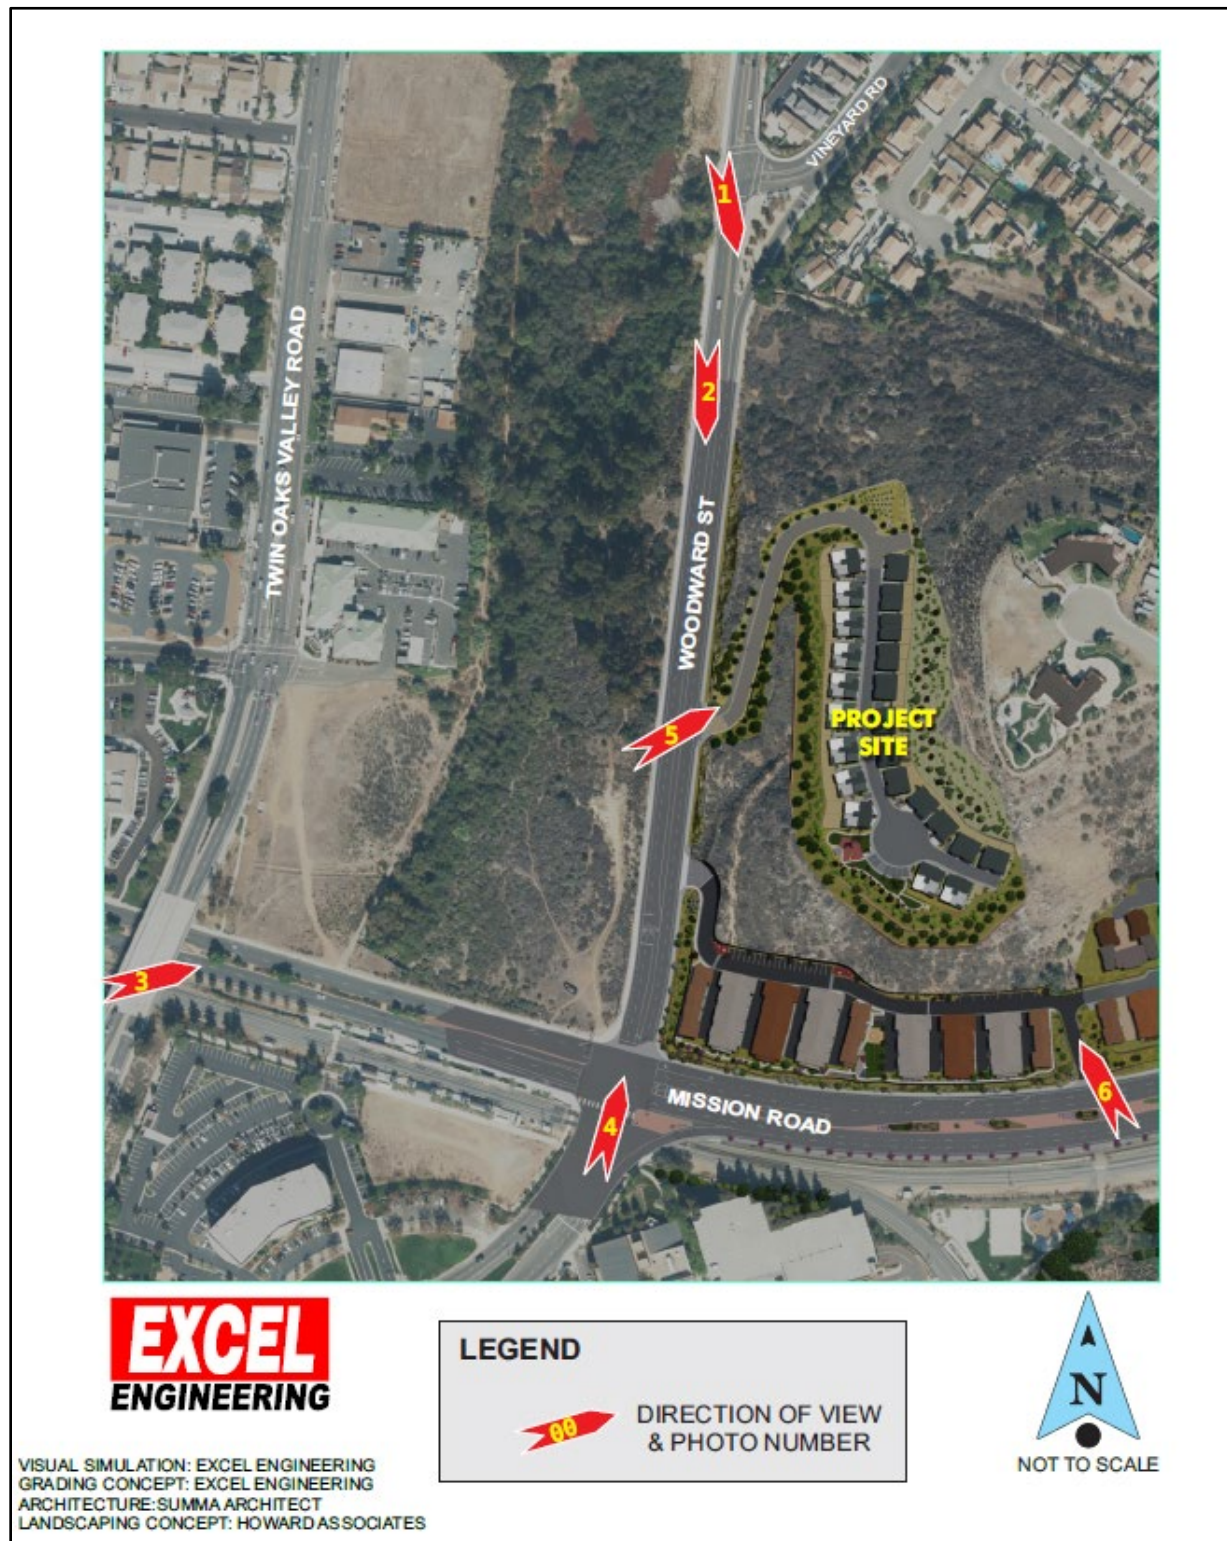 VINEYARD RD
1
2
TWIN OAKS VALLEY ROAD
WOODWARD ST
5
PROJECT
SITE
3
4
MISSION ROAD
6
EXCEL
ENGINEERING
LEGEND
00
DIRECTION OF VIEW
& PHOTO NUMBER
N
NOT TO SCALE
VISUAL SIMULATION: EXCEL ENGINEERING
GRADING CONCEPT: EXCEL ENGINEERING
ARCHITECTURE:SUMMA ARCHITECT
LANDSCAPING CONCEPT: HOWARD ASSOCIATES